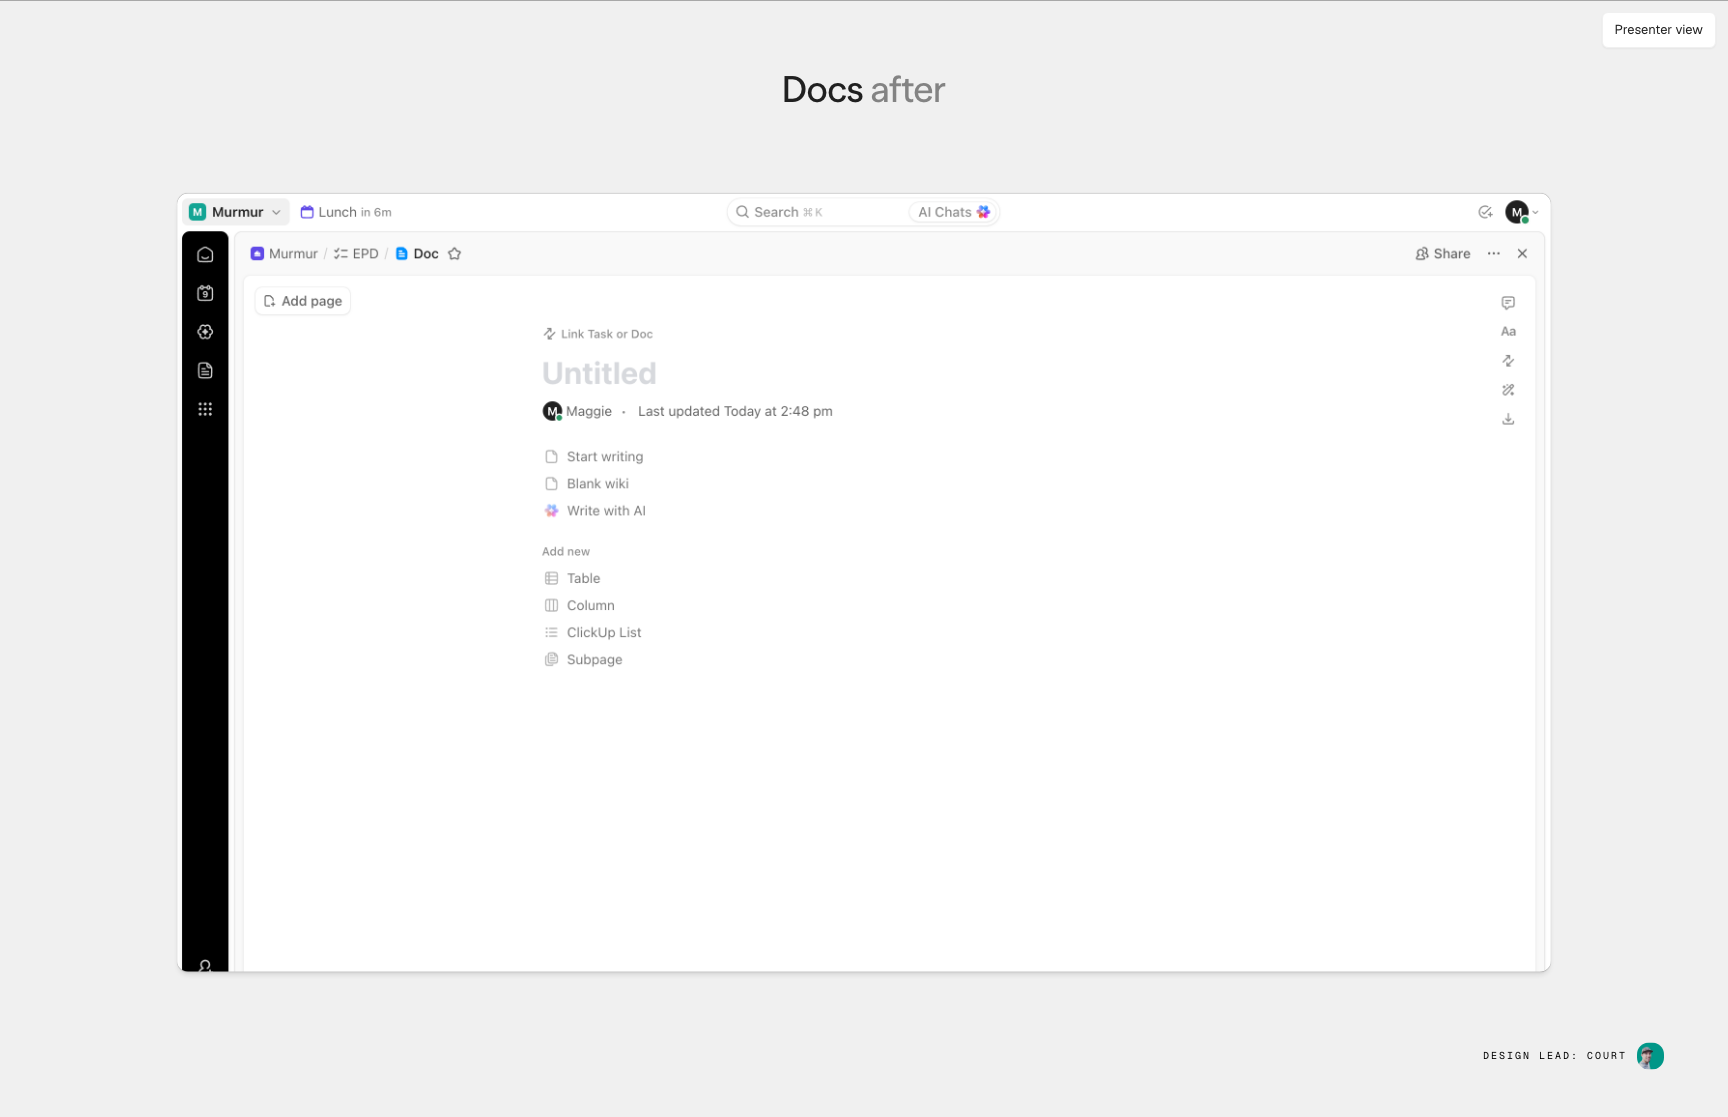 Presenter view
Docs after
M Murmur Lunch in 6m
Search ⌘ K AI Chats
M
Murmur / EPD / Doc
Share
9
Add page
Link Task or Doc
Aa
Untitled
M Maggie · Last updated Today at 2:48 pm
Start writing
Blank wiki
Write with AI
Add new
Table
Column
ClickUp List
Subpage
DESIGN LEAD: COURT